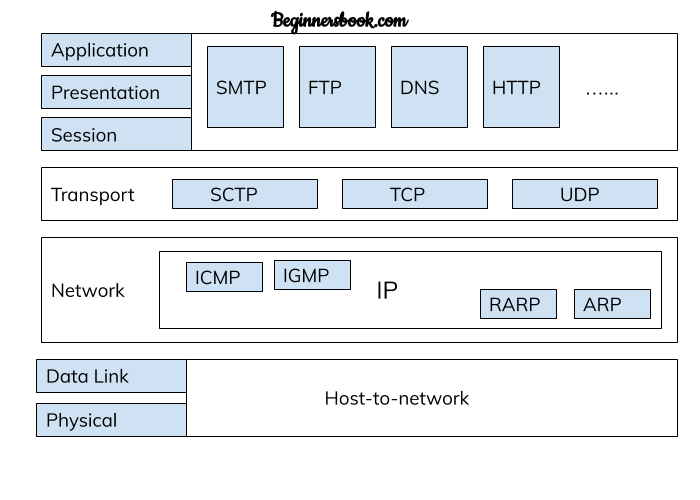 Beginnersbook.com
Application
Presentation
Session
SMTP
FTP
DNS
HTTP
......
Transport
SCTP
TCP
UDP
Network
ICMP
IGMP
IP
RARP
ARP
Data Link
Physical
Host-to-network